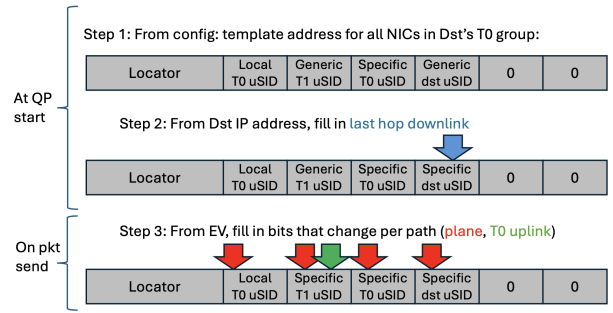 Step 1: From config: template address for all NICs in Dst's T0 group:
Locator
Local
T0 uSID
Generic
T1 uSID
Specific
T0 uSID
Generic
dst uSID
0
0
At QP
start
Step 2: From Dst IP address, fill in last hop downlink
Locator
Local
T0 uSID
Generic
T1 uSID
Specific
T0 uSID
Specific
dst uSID
0
0
Step 3: From EV, fill in bits that change per path (plane, T0 uplink)
On pkt
send
Locator
Local
T0 uSID
Specific
T1 uSID
Specific
T0 uSID
Specific
dst uSID
0
0